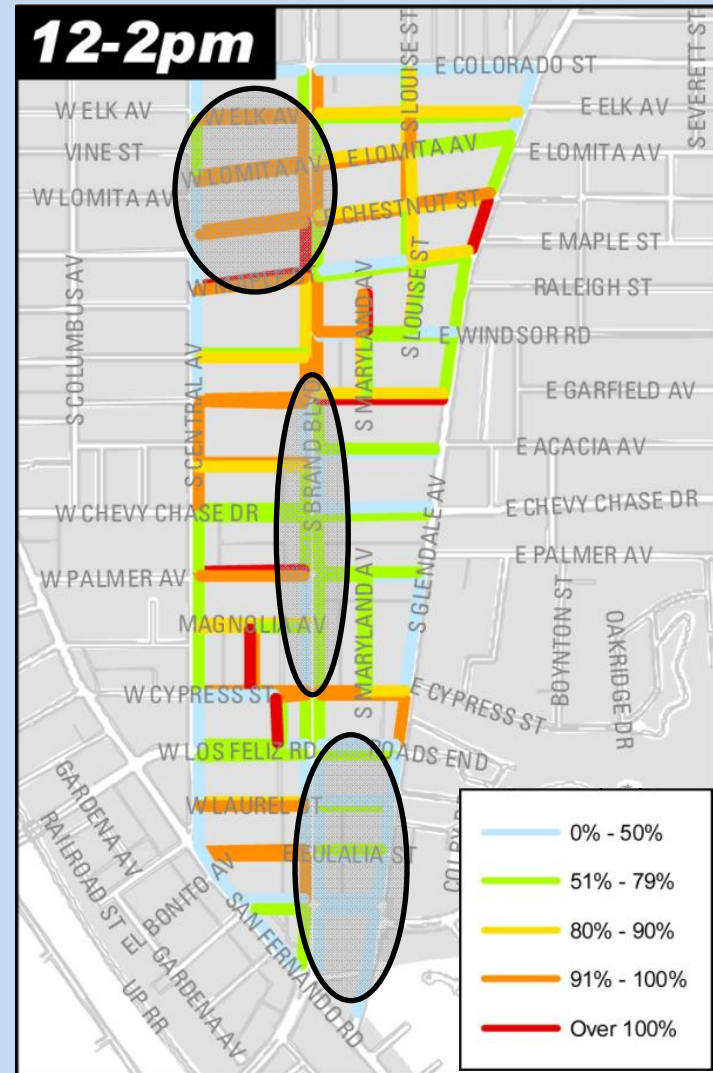 12-2pm
E COLORADO ST
S EVERETT ST
S LOUISE ST
W ELK AV
W ELK AV
E ELK AV
VINE ST
E LOMITA AV
E LOMITA AV
W LOMITA AV
W LOMITA AV
E CHESTNUT ST
E MAPLE ST
S COLUMBUS AV
S LOUISE ST
RALEIGH ST
S MARYLAND AV
E WINDSOR RD
S CENTRAL AV
S BRAND BLVD
E GARFIELD AV
E ACACIA AV
W CHEVY CHASE DR
E CHEVY CHASE DR
S GLENDALE AV
E PALMER AV
W PALMER AV
S MARYLAND AV
BOYNTON ST
OAKRIDGE DR
MAGNOLIA AV
W CYPRESS ST
E CYPRESS ST
W LOS FELIZ RD
ROADS END
GARDENA AV
W LAUREL ST
RAILROAD ST
E EULALIA ST
EL BONITO AV
SAN FERNANDO RD
GARDENA AV
UP RR
0% - 50%
51% - 79%
80% - 90%
91% - 100%
Over 100%